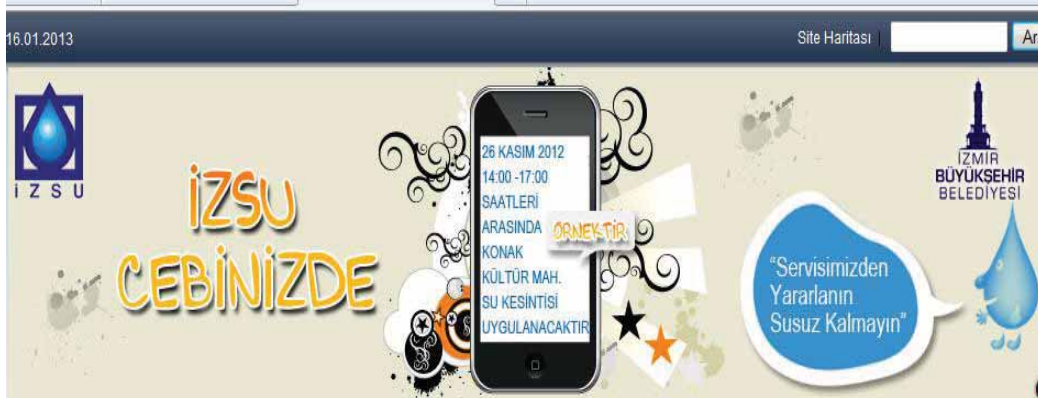 16.01.2013
Site Haritası |
Ar
İZSU
İZSU
CEBİNİZDE
26 KASIM 2012
14:00 -17:00
SAATLERİ
ARASINDA
KONAK
KÜLTÜR MAH.
SU KESİNTİSİ
UYGULANACAKTIR
ÖRNEKTİR
İZMİR
BÜYÜKŞEHİR
BELEDİYESİ
“Servisimizden
Yararlanın
Susuz Kalmayın”